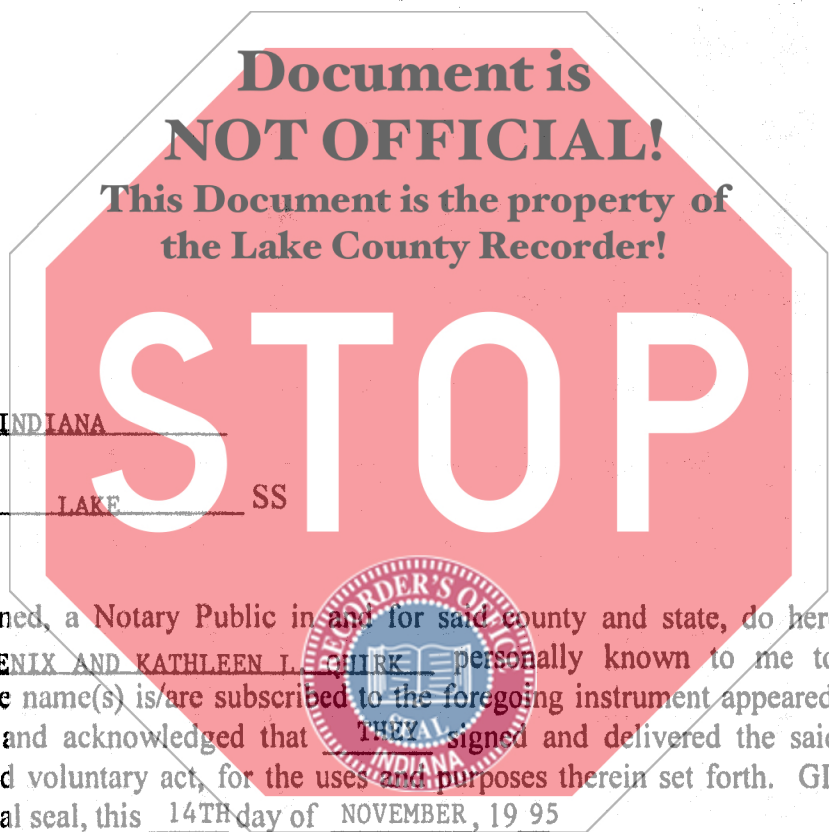 Document is
NOT OFFICIAL!
This Document is the property of
the Lake County Recorder!
STOP
INDIANA
LAKE SS
RECORDER'S OFFICE
SEAL
INDIANA
ned, a Notary Public in and for said county and state, do here
ENIX AND KATHLEEN L. QUIRK personally known to me to
e name(s) is/are subscribed to the foregoing instrument appeared
and acknowledged that THEY signed and delivered the said
d voluntary act, for the uses and purposes therein set forth. GI
al seal, this 14TH day of NOVEMBER, 19 95